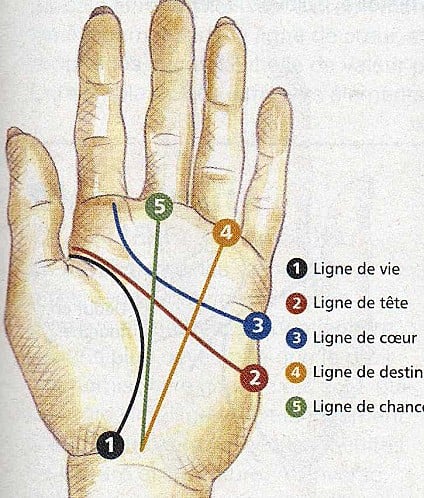 5
4
3
2
1
1 Ligne de vie
2 Ligne de tête
3 Ligne de cœur
4 Ligne de destin
5 Ligne de chance